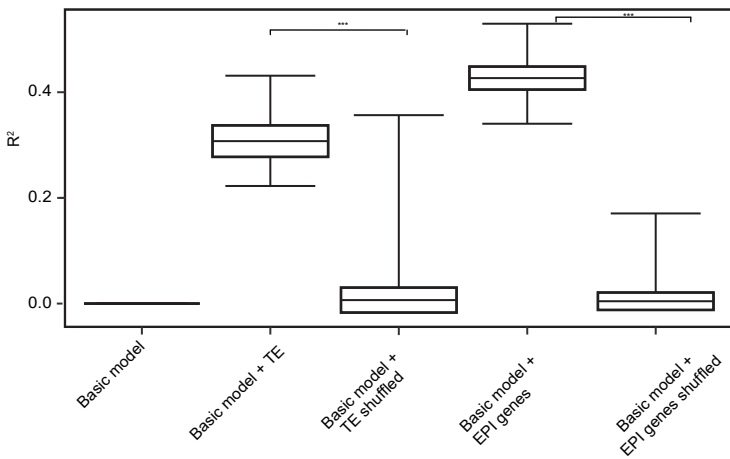 ***
***
0.4
R²
0.2
0.0
Basic model
Basic model + TE
Basic model +
TE shuffled
Basic model +
EPI genes
Basic model +
EPI genes shuffled